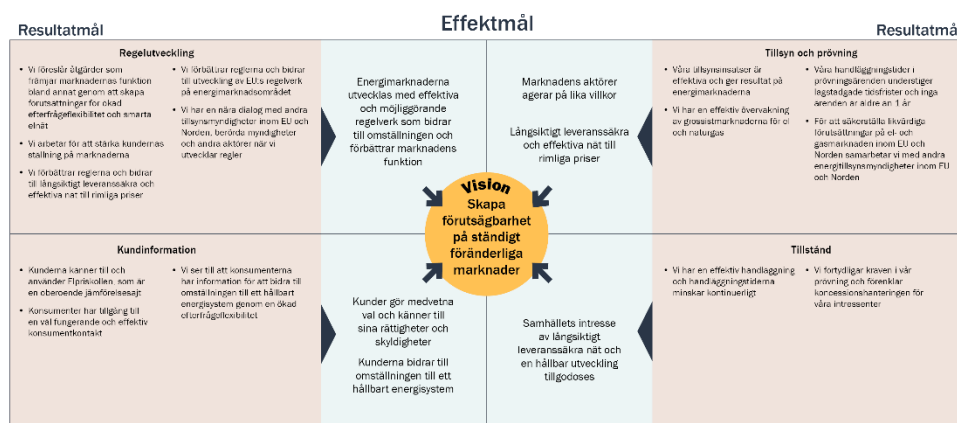 Effektmål
Resultatmål
Resultatmål
Regelutveckling
• Vi föreslår åtgärder som
främjar marknadernas funktion
bland annat genom att skapa
förutsättningar för ökad
efterfrågeflexibilitet och smarta
elnät
• Vi arbetar för att stärka kundernas
ställning på marknaderna
• Vi förbättrar reglerna och bidrar
till långsiktigt leveranssäkra och
effektiva nät till rimliga priser
• Vi förbättrar reglerna och bidrar
till utveckling av EU:s regelverk
på energimarknadsområdet
• Vi har en nära dialog med andra
tillsynsmyndigheter inom EU och
Norden, berörda myndigheter
och andra aktörer när vi
utvecklar regler
Energimarknaderna
utvecklas med effektiva
och möjliggörande
regelverk som bidrar
till omställningen och
förbättrar marknadens
funktion
Marknadens aktörer
agerar på lika villkor
Långsiktigt leveranssäkra
och effektiva nät till
rimliga priser
Tillsyn och prövning
• Våra tillsynsinsatser är
effektiva och ger resultat på
energimarknaderna
• Vi har en effektiv övervakning
av grossistmarknaderna för el
och naturgas
• Våra handläggningstider i
prövningsärenden understiger
lagstadgade tidsfrister och inga
ärenden är äldre än 1 år
• För att säkerställa likvärdiga
förutsättningar på el- och
gasmarknaden inom EU och
Norden samarbetar vi med andra
energitillsynsmyndigheter inom EU
och Norden
Vision
Skapa
förutsägbarhet
på ständigt
föränderliga
marknader
Kundinformation
• Kunderna känner till och
använder Elpriskollen, som är
en oberoende jämförelsesajt
• Konsumenter har tillgång till
en väl fungerande och effektiv
konsumentkontakt
• Vi ser till att konsumenterna
har information för att bidra till
omställningen till ett hållbart
energisystem genom en ökad
efterfrågeflexibilitet
Kunder gör medvetna
val och känner till
sina rättigheter och
skyldigheter
Kunderna bidrar till
omställningen till ett
hållbart energisystem
Samhällets intresse
av långsiktigt
leveranssäkra nät och
en hållbar utveckling
tillgodoses
Tillstånd
• Vi har en effektiv handläggning
och handläggningstiderna
minskar kontinuerligt
• Vi förtydligar kraven i vår
prövning och förenklar
koncessionshanteringen för
våra intressenter